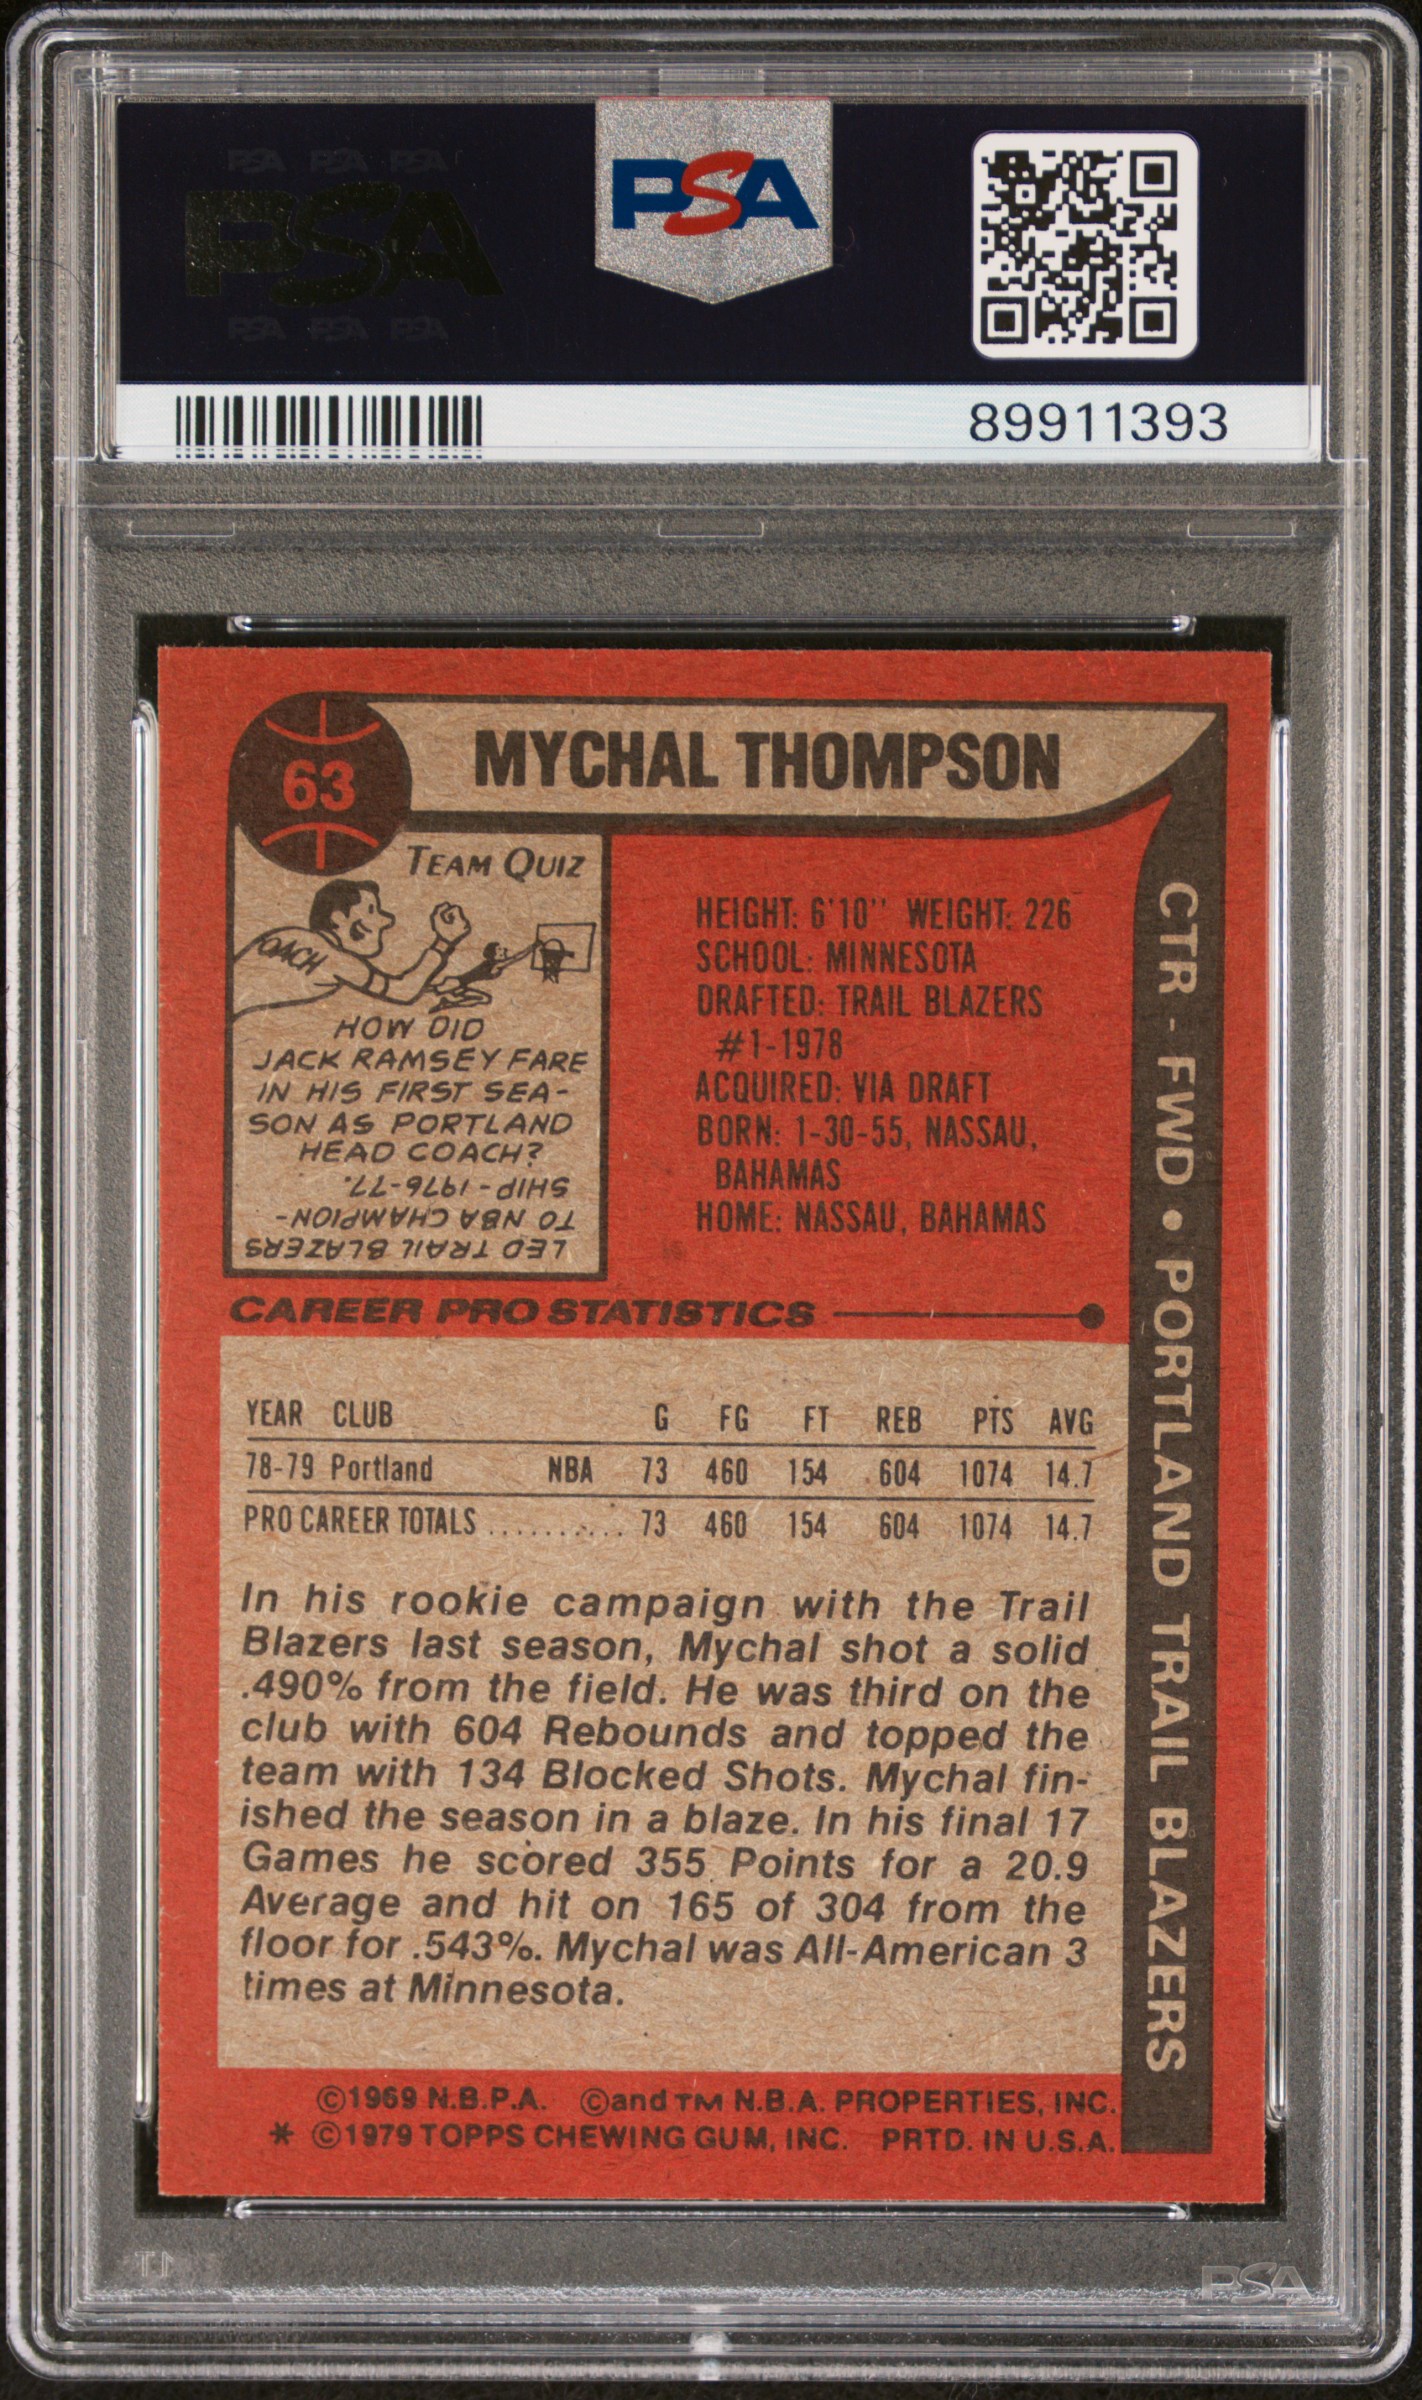 PSA PSA PSA
PSA
PSA PSA PSA
PSA
89911393
63
MYCHAL THOMPSON
TEAM QUIZ
OACH
HOW DID
JACK RAMSEY FARE
IN HIS FIRST SEA-
SON AS PORTLAND
HEAD COACH?
LED TRAIL BLAZERS
TO NBA CHAMPION-
SHIP - 1976-77.
HEIGHT: 6'10'' WEIGHT: 226
SCHOOL: MINNESOTA
DRAFTED: TRAIL BLAZERS
#1-1978
ACQUIRED: VIA DRAFT
BORN: 1-30-55, NASSAU,
BAHAMAS
HOME: NASSAU, BAHAMAS
CTR - FWD • PORTLAND TRAIL BLAZERS
CAREER PRO STATISTICS
YEAR CLUB G FG FT REB PTS AVG
78-79 Portland NBA 73 460 154 604 1074 14.7
PRO CAREER TOTALS .......... 73 460 154 604 1074 14.7
In his rookie campaign with the Trail
Blazers last season, Mychal shot a solid
.490% from the field. He was third on the
club with 604 Rebounds and topped the
team with 134 Blocked Shots. Mychal fin-
ished the season in a blaze. In his final 17
Games he scored 355 Points for a 20.9
Average and hit on 165 of 304 from the
floor for .543%. Mychal was All-American 3
times at Minnesota.
©1969 N.B.P.A. ©and TM N.B.A. PROPERTIES, INC.
* ©1979 TOPPS CHEWING GUM, INC. PRTD. IN U.S.A.
PSA